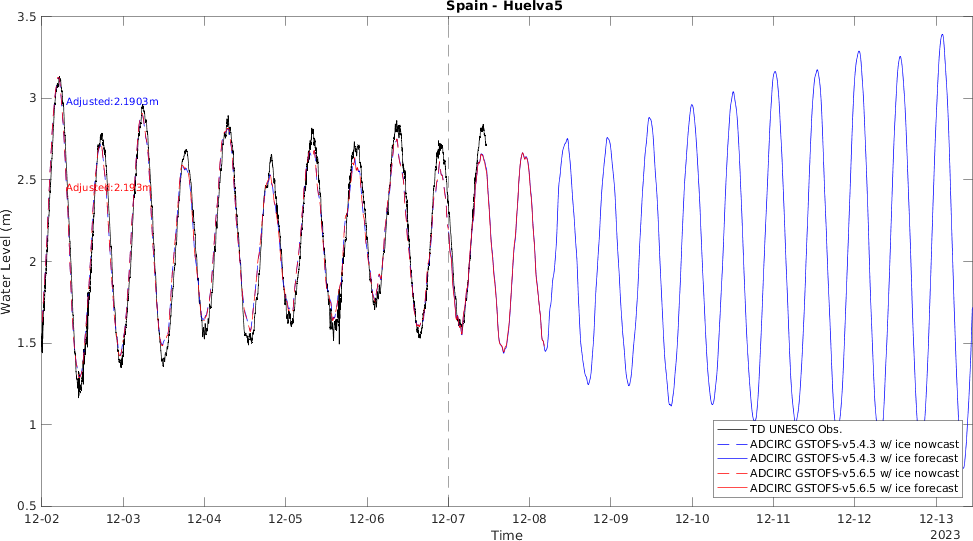 Spain - Huelva5
3.5
3
2.5
2
1.5
1
0.5
Water Level (m)
Adjusted:2.1903m
Adjusted:2.193m
TD UNESCO Obs.
ADCIRC GSTOFS-v5.4.3 w/ ice nowcast
ADCIRC GSTOFS-v5.4.3 w/ ice forecast
ADCIRC GSTOFS-v5.6.5 w/ ice nowcast
ADCIRC GSTOFS-v5.6.5 w/ ice forecast
12-02 12-03 12-04 12-05 12-06 12-07 12-08 12-09 12-10 12-11 12-12 12-13
Time 2023